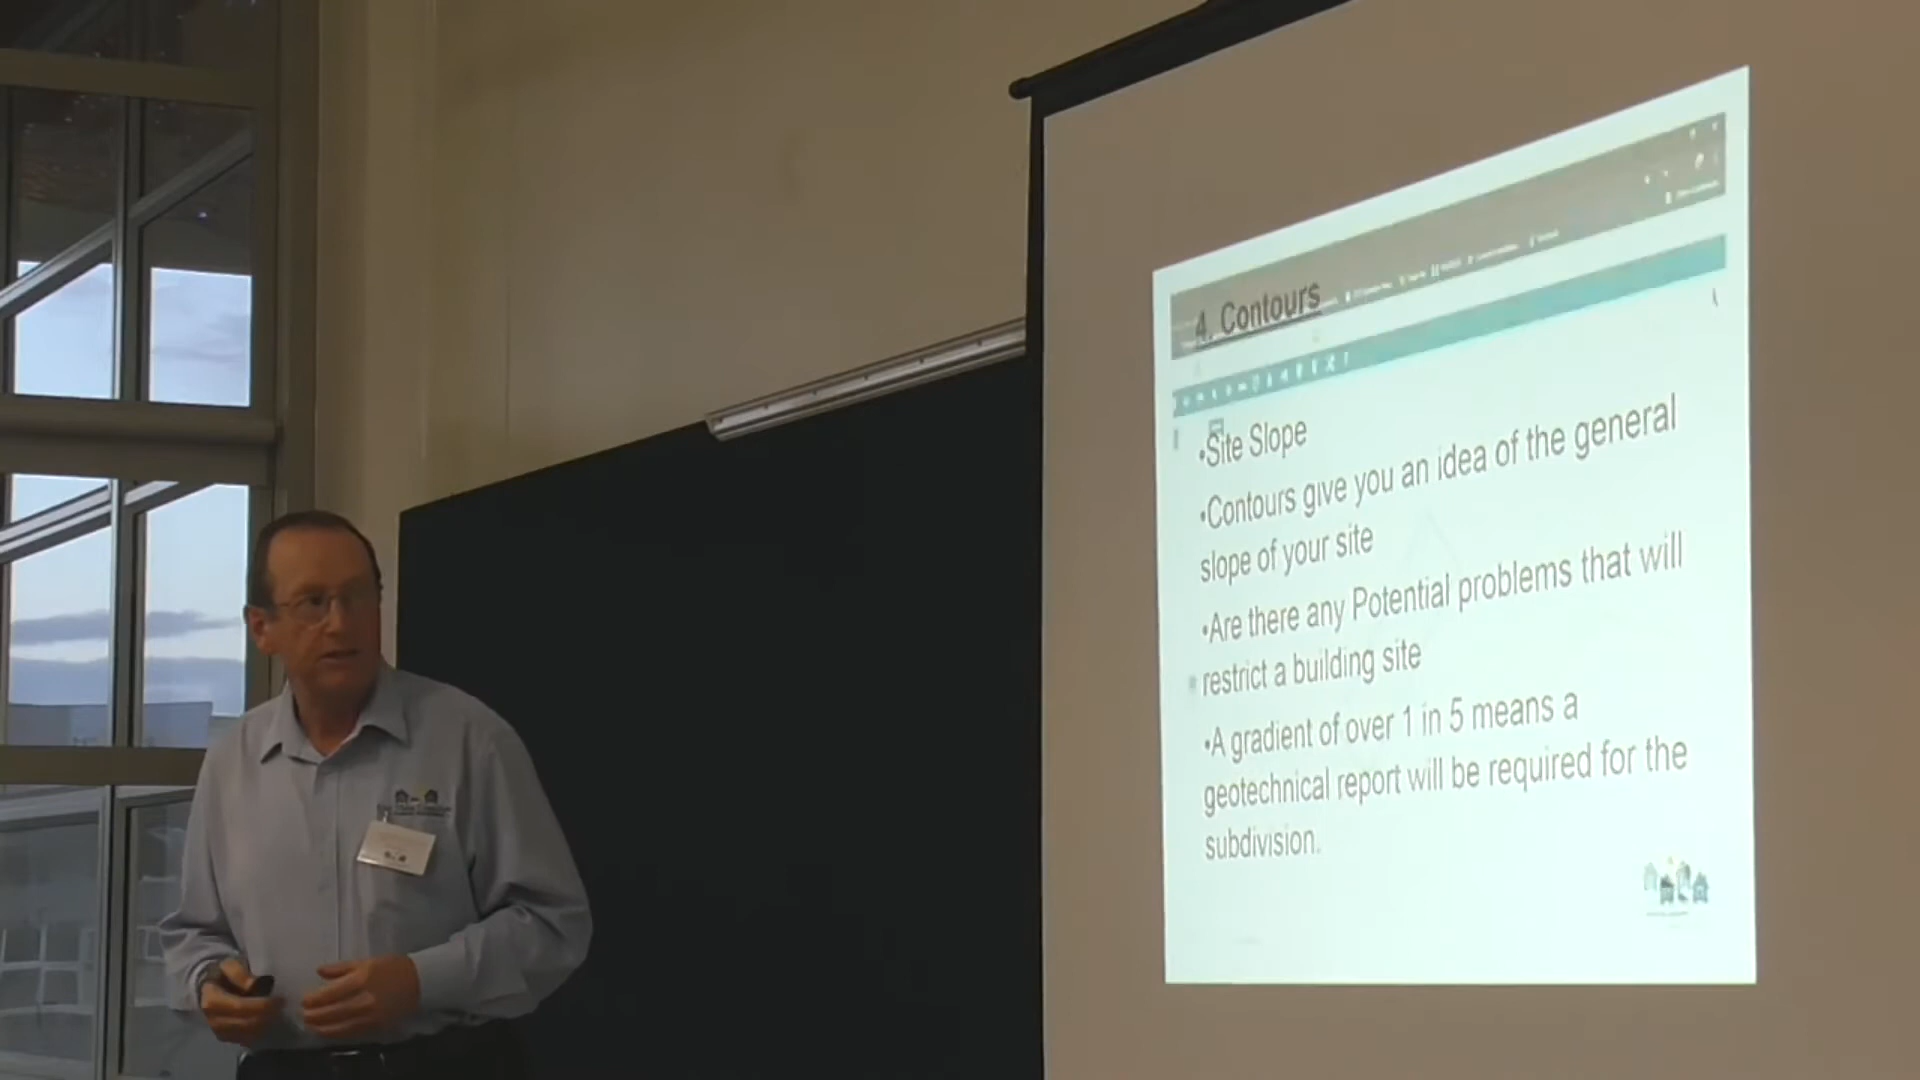 4. Contours
•Site Slope
•Contours give you an idea of the general
slope of your site
•Are there any Potential problems that will
restrict a building site
•A gradient of over 1 in 5 means a
geotechnical report will be required for the
subdivision.